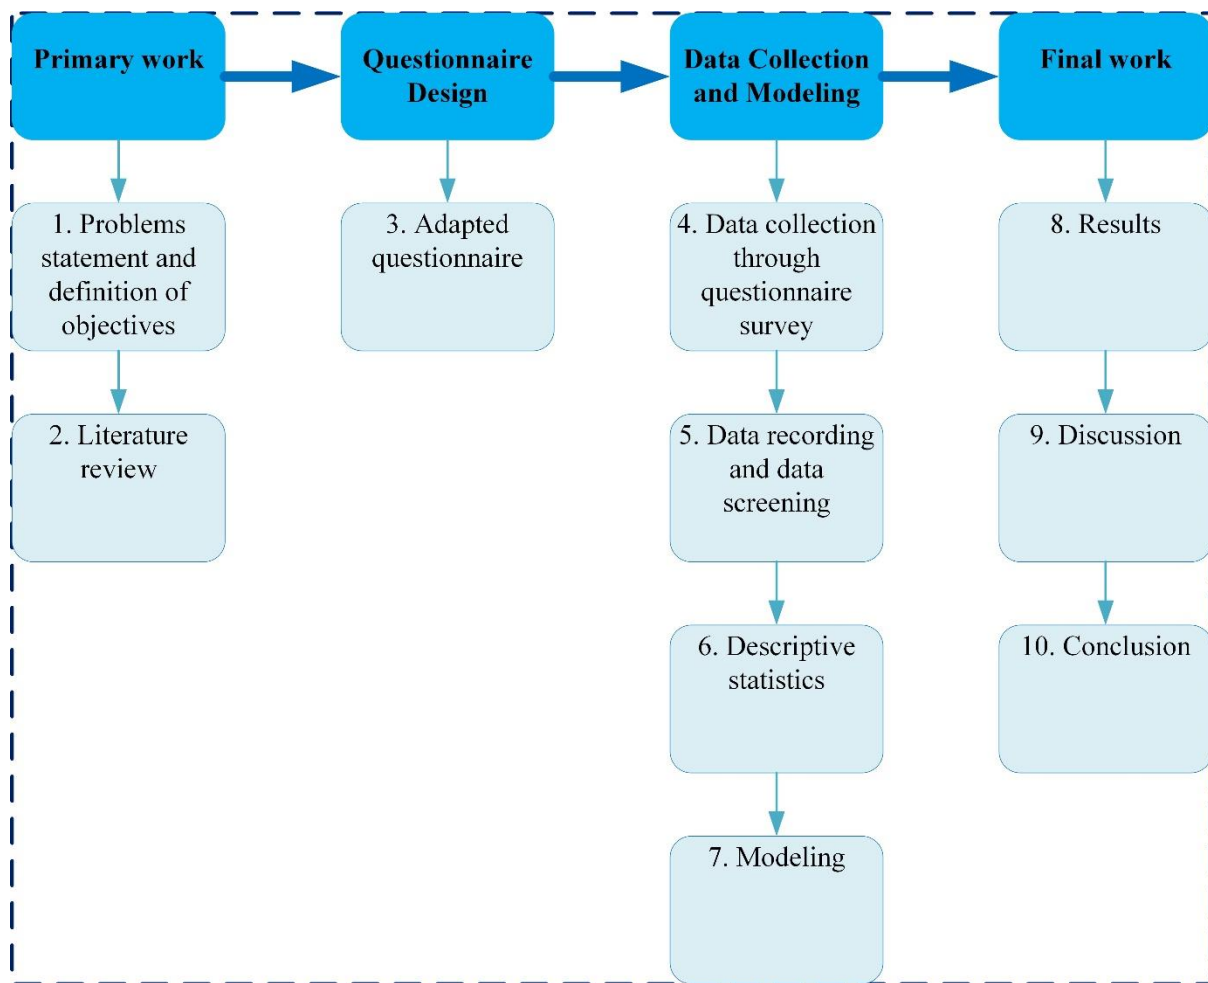 Primary work
Questionnaire
Design
Data Collection
and Modeling
Final work
1. Problems
statement and
definition of
objectives
2. Literature
review
3. Adapted
questionnaire
4. Data collection
through
questionnaire
survey
5. Data recording
and data
screening
6. Descriptive
statistics
7. Modeling
8. Results
9. Discussion
10. Conclusion